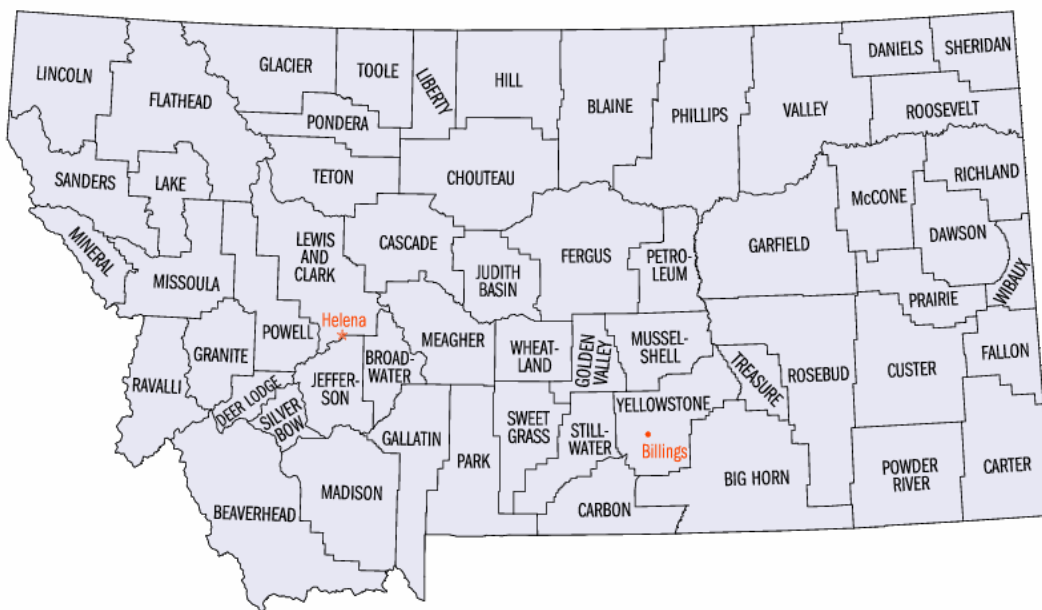 DANIELS
SHERIDAN
GLACIER
TOOLE
LIBERTY
HILL
LINCOLN
FLATHEAD
BLAINE
PHILLIPS
VALLEY
ROOSEVELT
PONDERA
TETON
CHOUTEAU
SANDERS
LAKE
RICHLAND
McCONE
MINERAL
LEWIS
AND
CLARK
CASCADE
JUDITH
BASIN
FERGUS
PETRO-
LEUM
GARFIELD
DAWSON
WIBAUX
MISSOULA
PRAIRIE
Helena
POWELL
GRANITE
MEAGHER
BROAD-
WATER
WHEAT-
LAND
GOLDEN
VALLEY
MUSSEL-
SHELL
TREASURE
ROSEBUD
CUSTER
FALLON
RAVALLI
DEER LODGE
SILVER
BOW
JEFFER-
SON
YELLOWSTONE
Billings
SWEET
GRASS
STILL-
WATER
GALLATIN
PARK
BIG HORN
POWDER
RIVER
CARTER
MADISON
BEAVERHEAD
CARBON